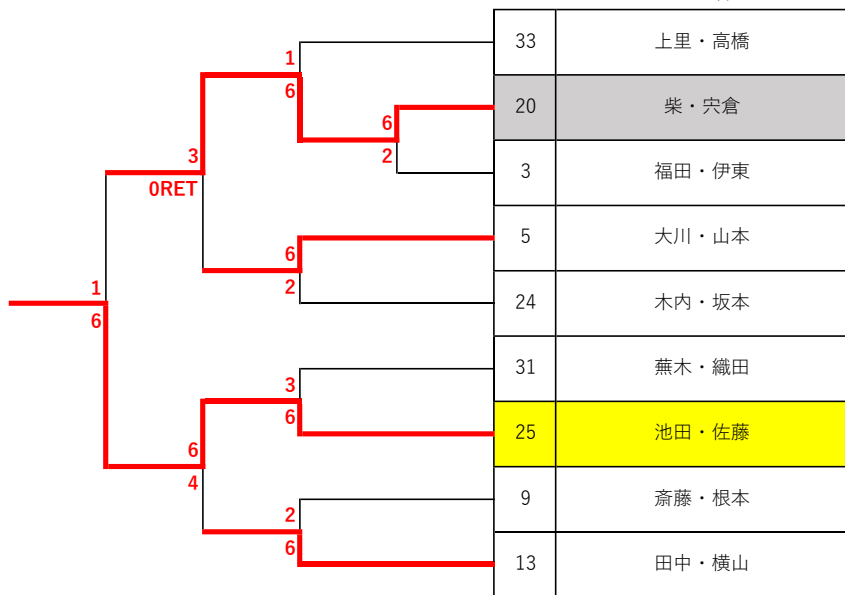 33 上里・高橋
1
6
20 柴・宍倉
6
2
3 福田・伊東
3
0RET
5 大川・山本
6
2
24 木内・坂本
1
6
31 蕪木・織田
3
6
25 池田・佐藤
6
4
9 斎藤・根本
2
6
13 田中・横山